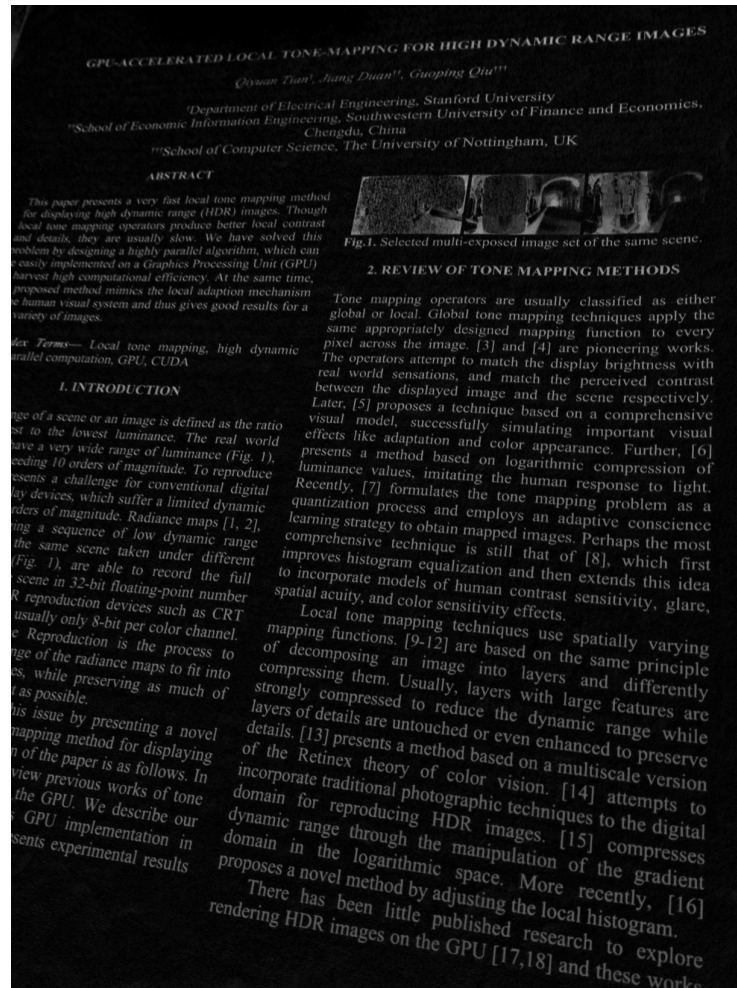 GPU-ACCELERATED LOCAL TONE-MAPPING FOR HIGH DYNAMIC RANGE IMAGES
Qiyuan Tian†, Jiang Duan††, Guoping Qiu†††
†Department of Electrical Engineering, Stanford University
††School of Economic Information Engineering, Southwestern University of Finance and Economics,
Chengdu, China
†††School of Computer Science, The University of Nottingham, UK
ABSTRACT
This paper presents a very fast local tone mapping method
for displaying high dynamic range (HDR) images. Though
local tone mapping operators produce better local contrast
and details, they are usually slow. We have solved this
problem by designing a highly parallel algorithm, which can
easily implemented on a Graphics Processing Unit (GPU)
harvest high computational efficiency. At the same time,
proposed method mimics the local adaption mechanism
human visual system and thus gives good results for a
variety of images.
dex Terms— Local tone mapping, high dynamic
arallel computation, GPU, CUDA
1. INTRODUCTION
nge of a scene or an image is defined as the ratio
st to the lowest luminance. The real world
ave a very wide range of luminance (Fig. 1),
eeding 10 orders of magnitude. To reproduce
esents a challenge for conventional digital
lay devices, which suffer a limited dynamic
rders of magnitude. Radiance maps [1, 2],
ing a sequence of low dynamic range
the same scene taken under different
(Fig. 1), are able to record the full
scene in 32-bit floating-point number
R reproduction devices such as CRT
usually only 8-bit per color channel.
e Reproduction is the process to
nge of the radiance maps to fit into
es, while preserving as much of
t as possible.
his issue by presenting a novel
mapping method for displaying
n of the paper is as follows. In
view previous works of tone
the GPU. We describe our
s GPU implementation in
esents experimental results
Fig.1. Selected multi-exposed image set of the same scene.
2. REVIEW OF TONE MAPPING METHODS
Tone mapping operators are usually classified as either
global or local. Global tone mapping techniques apply the
same appropriately designed mapping function to every
pixel across the image. [3] and [4] are pioneering works.
The operators attempt to match the display brightness with
real world sensations, and match the perceived contrast
between the displayed image and the scene respectively.
Later, [5] proposes a technique based on a comprehensive
visual model, successfully simulating important visual
effects like adaptation and color appearance. Further, [6]
presents a method based on logarithmic compression of
luminance values, imitating the human response to light.
Recently, [7] formulates the tone mapping problem as a
quantization process and employs an adaptive conscience
learning strategy to obtain mapped images. Perhaps the most
comprehensive technique is still that of [8], which first
improves histogram equalization and then extends this idea
to incorporate models of human contrast sensitivity, glare,
spatial acuity, and color sensitivity effects.
Local tone mapping techniques use spatially varying
mapping functions. [9-12] are based on the same principle
of decomposing an image into layers and differently
compressing them. Usually, layers with large features are
strongly compressed to reduce the dynamic range while
layers of details are untouched or even enhanced to preserve
details. [13] presents a method based on a multiscale version
of the Retinex theory of color vision. [14] attempts to
incorporate traditional photographic techniques to the digital
domain for reproducing HDR images. [15] compresses
dynamic range through the manipulation of the gradient
domain in the logarithmic space. More recently, [16]
proposes a novel method by adjusting the local histogram.
There has been little published research to explore
rendering HDR images on the GPU [17,18] and these works